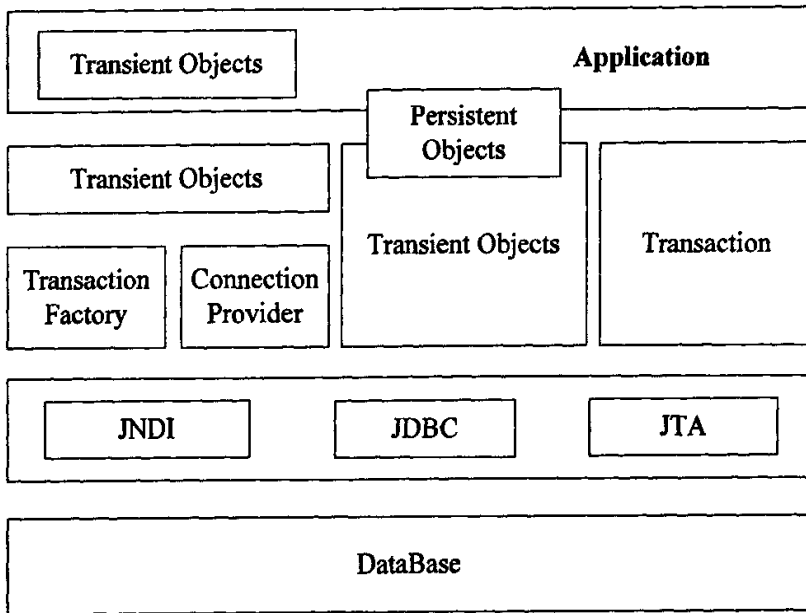 Transient Objects
Application
Persistent
Objects
Transient Objects
Transient Objects
Transaction
Transaction
Factory
Connection
Provider
JNDI
JDBC
JTA
DataBase